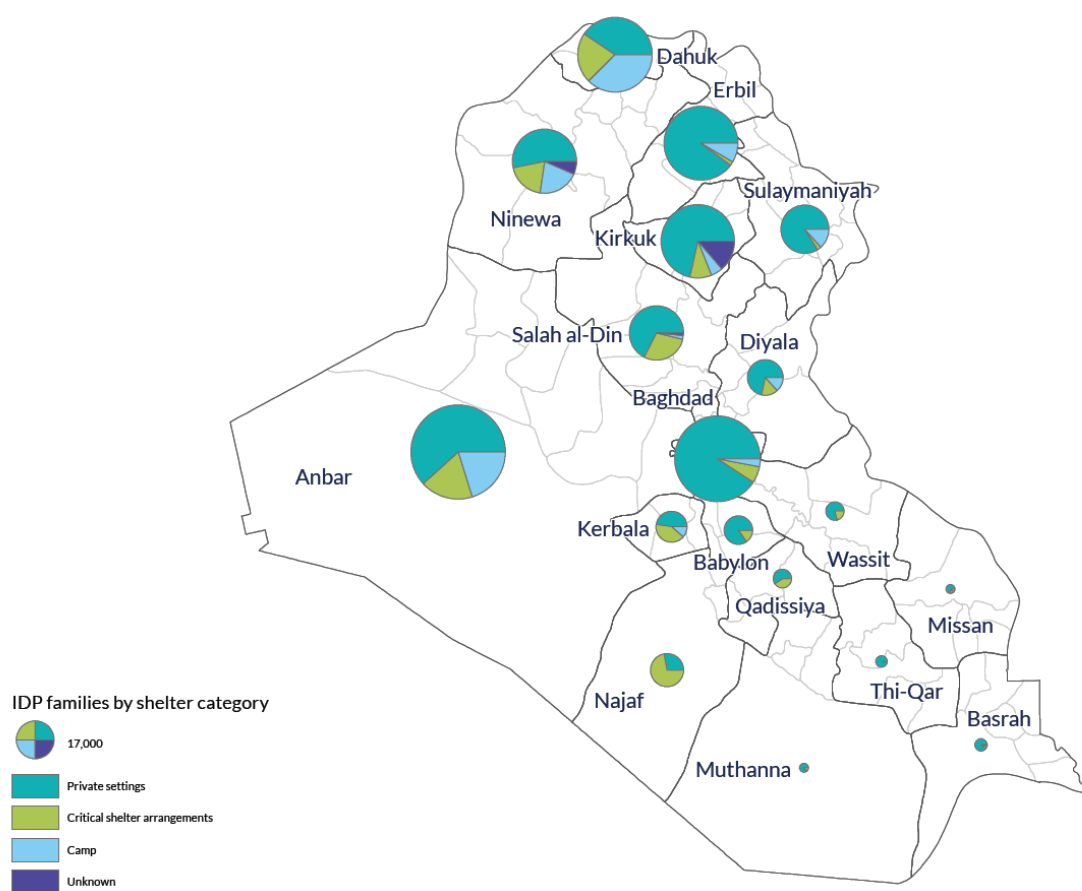 Dahuk
Erbil
Sulaymaniyah
Ninewa
Kirkuk
Salah al-Din
Diyala
Baghdad
Anbar
Kerbala
Babylon
Wassit
Qadissiya
Missan
Najaf
Thi-Qar
Basrah
Muthanna
IDP families by shelter category
17,000
Private settings
Critical shelter arrangements
Camp
Unknown